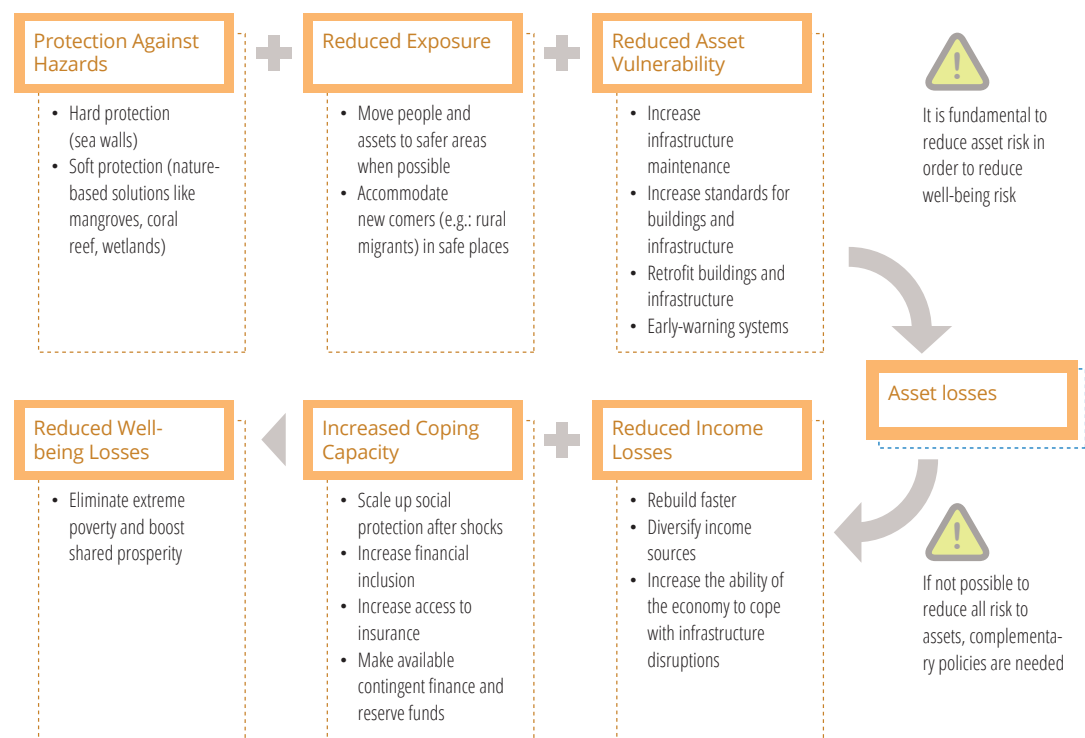 Protection Against
Hazards
• Hard protection
(sea walls)
• Soft protection (nature-
based solutions like
mangroves, coral
reef, wetlands)
Reduced Exposure
• Move people and
assets to safer areas
when possible
• Accommodate
new comers (e.g.: rural
migrants) in safe places
Reduced Asset
Vulnerability
• Increase
infrastructure
maintenance
• Increase standards for
buildings and
infrastructure
• Retrofit buildings and
infrastructure
• Early-warning systems
It is fundamental to
reduce asset risk in
order to reduce
well-being risk
Asset losses
If not possible to
reduce all risk to
assets, complementa-
ry policies are needed
Reduced Income
Losses
• Rebuild faster
• Diversify income
sources
• Increase the ability of
the economy to cope
with infrastructure
disruptions
Increased Coping
Capacity
• Scale up social
protection after shocks
• Increase financial
inclusion
• Increase access to
insurance
• Make available
contingent finance and
reserve funds
Reduced Well-
being Losses
• Eliminate extreme
poverty and boost
shared prosperity